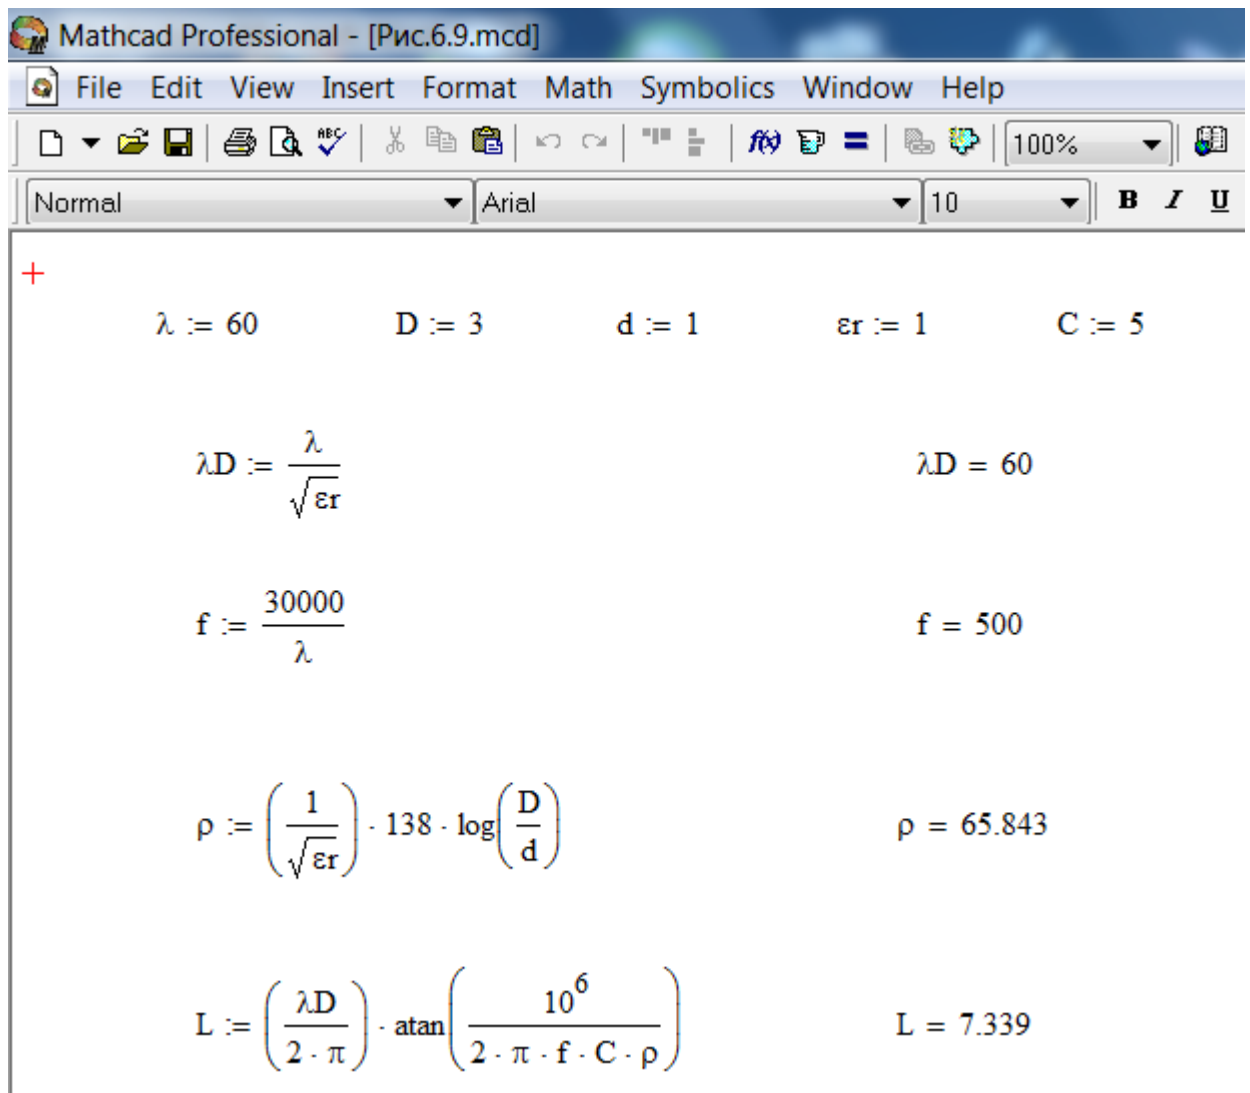 Mathcad Professional - [Рис.6.9.mcd]
File Edit View Insert Format Math Symbolics Window Help
100%
Normal Arial 10 B I U
λ := 60 D := 3 d := 1 εr := 1 C := 5
λD := λ / √εr λD = 60
f := 30000 / λ f = 500
ρ := (1 / √εr) · 138 · log(D / d) ρ = 65.843
L := (λD / 2 · π) · atan(10^6 / 2 · π · f · C · ρ) L = 7.339